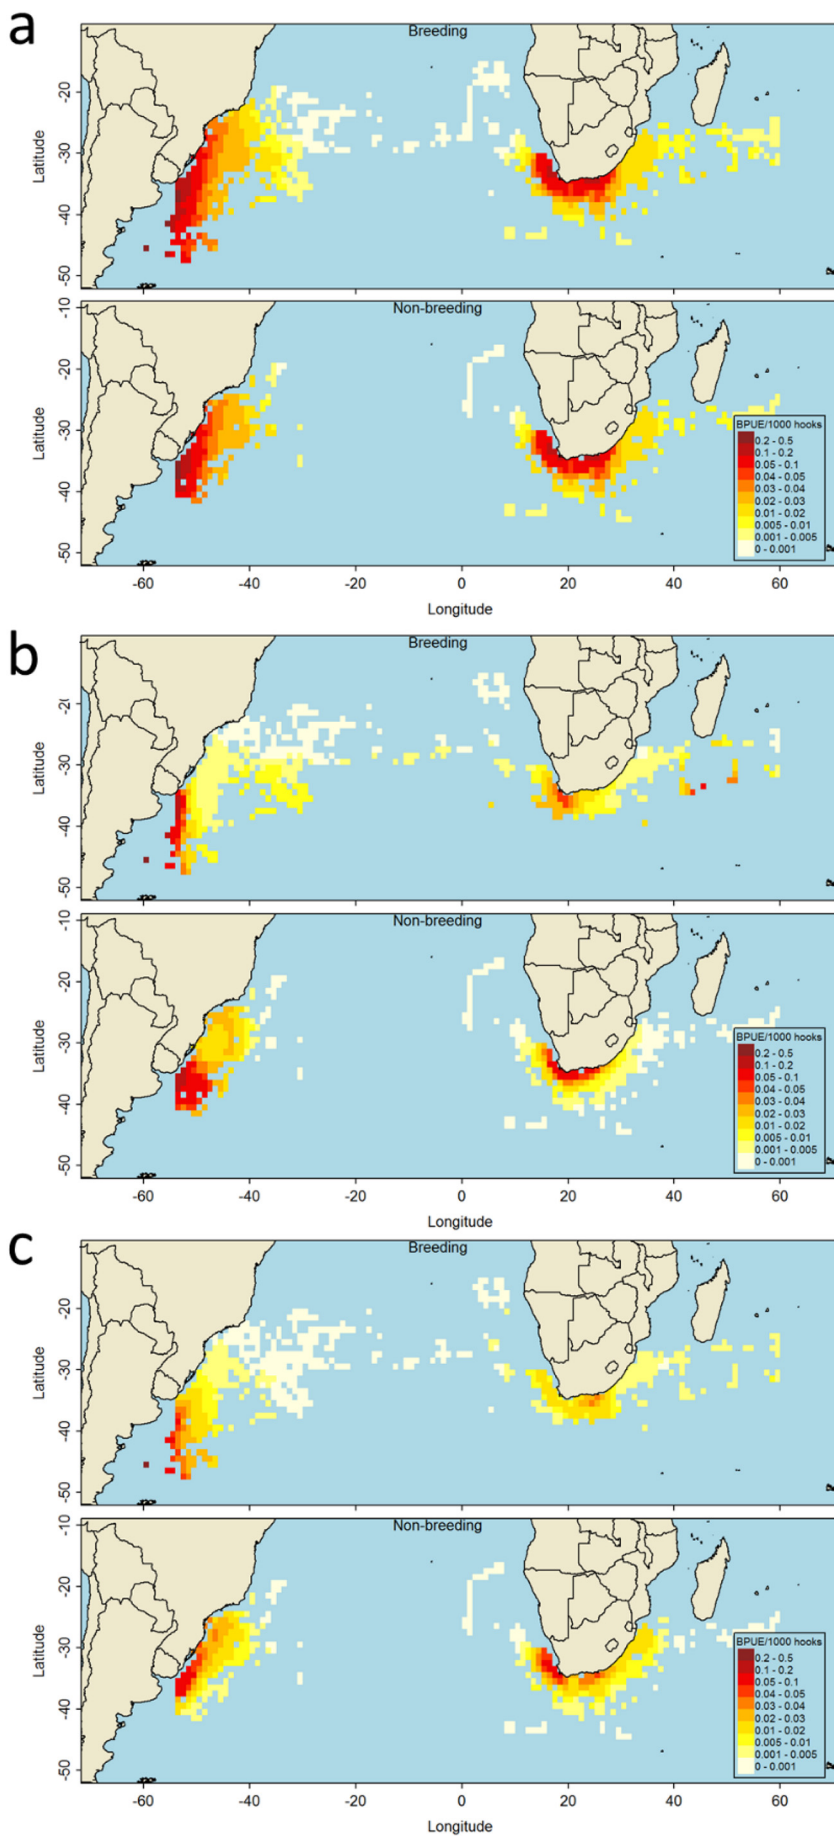 a
Breeding
Latitude
-20
-30
-40
-50
Non-breeding
Latitude
-10
-20
-30
-40
-50
BPUE/1000 hooks
0.2 - 0.5
0.1 - 0.2
0.05 - 0.1
0.04 - 0.05
0.03 - 0.04
0.02 - 0.03
0.01 - 0.02
0.005 - 0.01
0.001 - 0.005
0 - 0.001
-60 -40 -20 0 20 40 60
Longitude
b
Breeding
Latitude
-20
-30
-40
-50
Non-breeding
Latitude
-10
-20
-30
-40
-50
BPUE/1000 hooks
0.2 - 0.5
0.1 - 0.2
0.05 - 0.1
0.04 - 0.05
0.03 - 0.04
0.02 - 0.03
0.01 - 0.02
0.005 - 0.01
0.001 - 0.005
0 - 0.001
-60 -40 -20 0 20 40 60
Longitude
c
Breeding
Latitude
-20
-30
-40
-50
Non-breeding
Latitude
-10
-20
-30
-40
-50
BPUE/1000 hooks
0.2 - 0.5
0.1 - 0.2
0.05 - 0.1
0.04 - 0.05
0.03 - 0.04
0.02 - 0.03
0.01 - 0.02
0.005 - 0.01
0.001 - 0.005
0 - 0.001
-60 -40 -20 0 20 40 60
Longitude